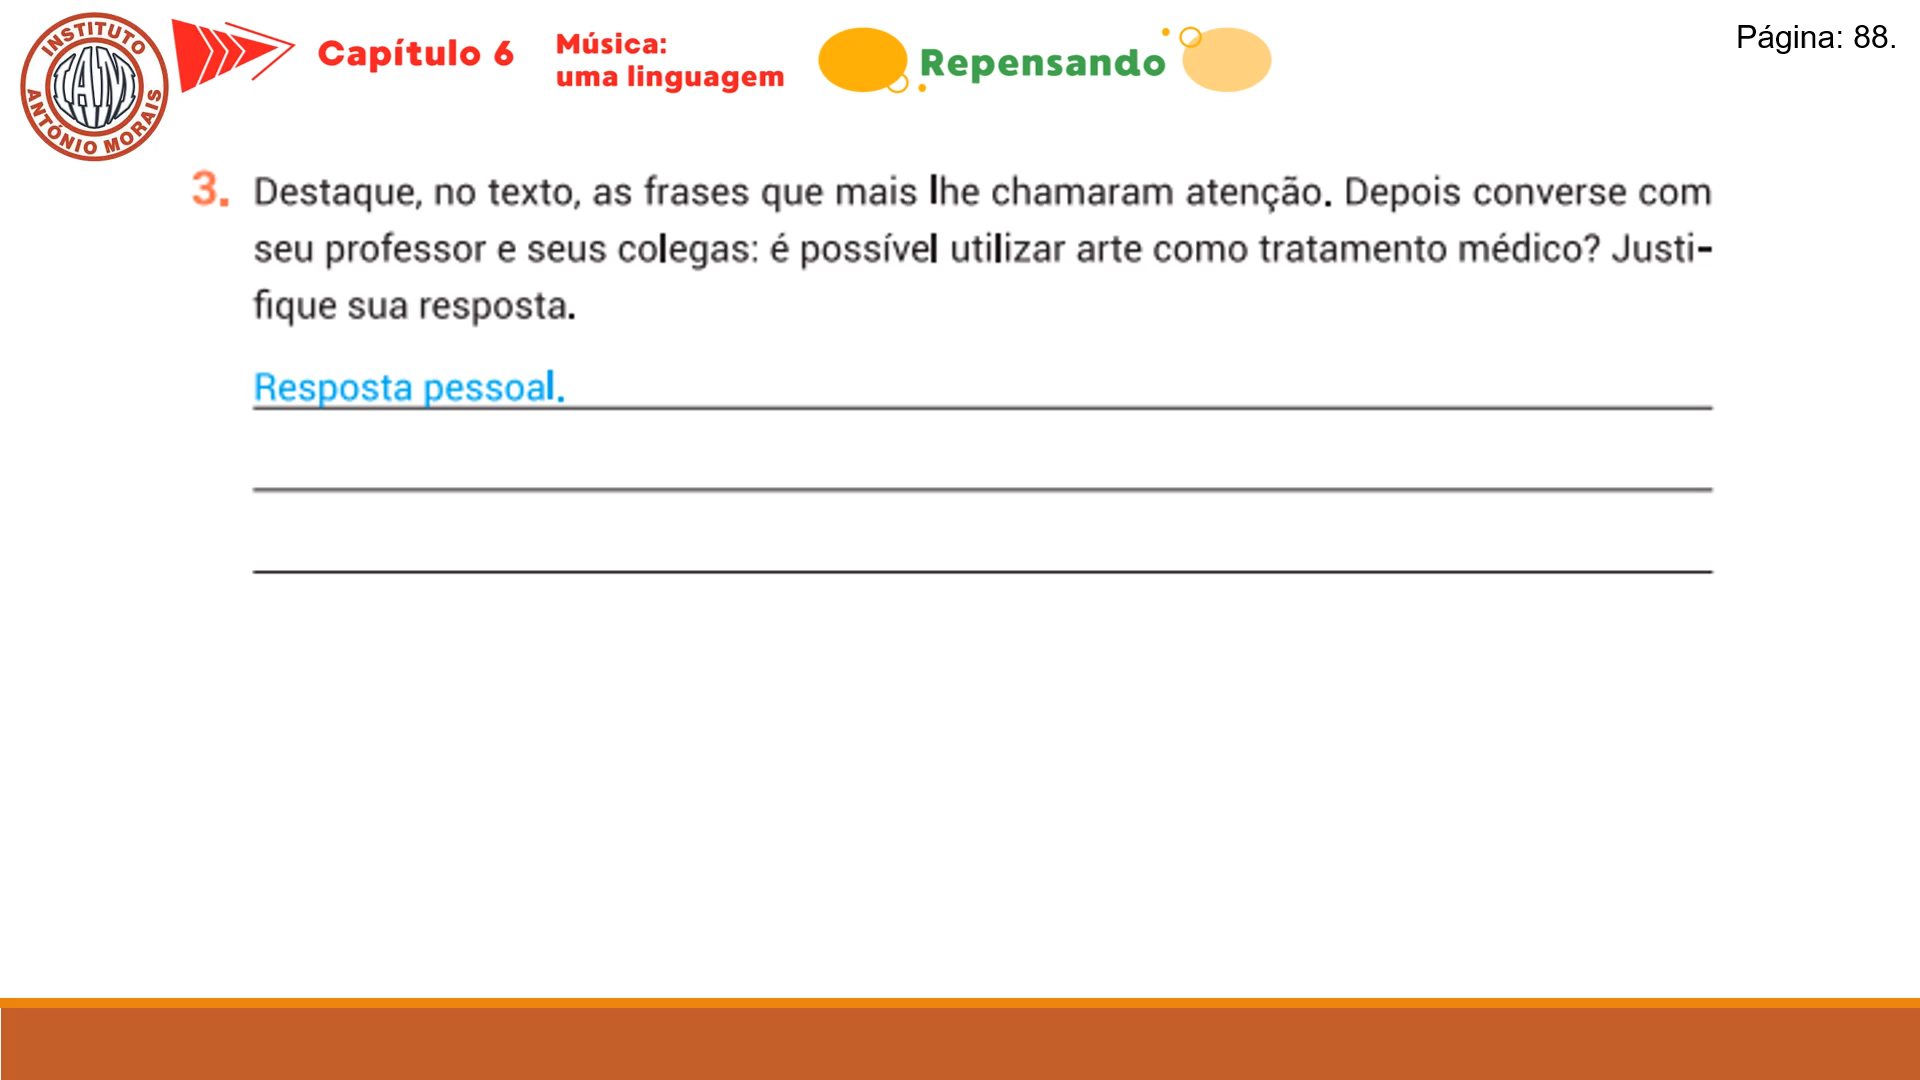 INSTITUTO
IAM
ANTÓNIO MORAIS
Capítulo 6
Música:
uma linguagem
Repensando
Página: 88.
3. Destaque, no texto, as frases que mais lhe chamaram atenção. Depois converse com
seu professor e seus colegas: é possível utilizar arte como tratamento médico? Justi-
fique sua resposta.
Resposta pessoal.